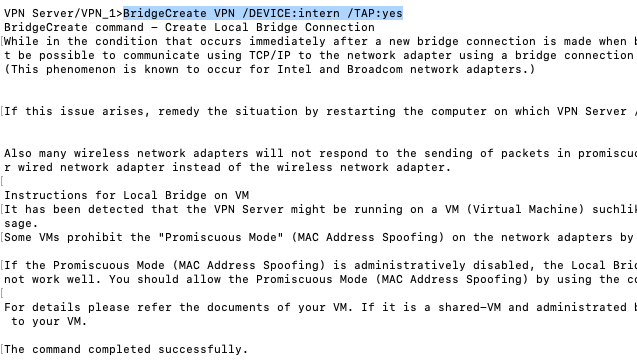 VPN Server/VPN_1>BridgeCreate VPN /DEVICE:intern /TAP:yes
BridgeCreate command - Create Local Bridge Connection
While in the condition that occurs immediately after a new bridge connection is made when
t be possible to communicate using TCP/IP to the network adapter using a bridge connection
(This phenomenon is known to occur for Intel and Broadcom network adapters.)
If this issue arises, remedy the situation by restarting the computer on which VPN Server /
Also many wireless network adapters will not respond to the sending of packets in promiscuo
r wired network adapter instead of the wireless network adapter.
[
Instructions for Local Bridge on VM
It has been detected that the VPN Server might be running on a VM (Virtual Machine) suchlik
sage.
Some VMs prohibit the "Promiscuous Mode" (MAC Address Spoofing) on the network adapters by
If the Promiscuous Mode (MAC Address Spoofing) is administratively disabled, the Local Brid
not work well. You should allow the Promiscuous Mode (MAC Address Spoofing) by using the co
[
For details please refer the documents of your VM. If it is a shared-VM and administrated b
to your VM.
The command completed successfully.